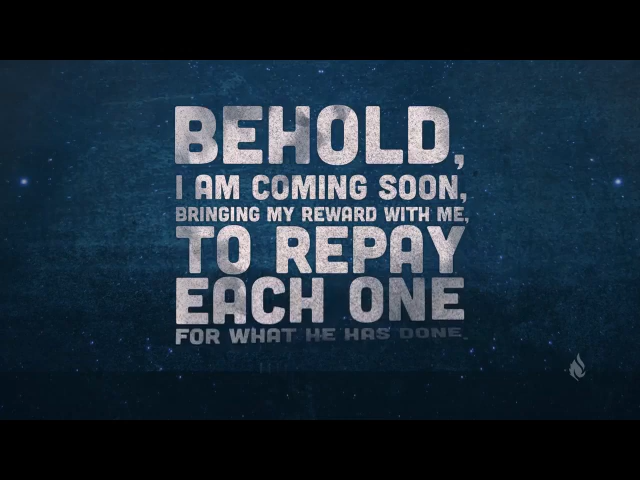 BEHOLD,
I AM COMING SOON,
BRINGING MY REWARD WITH ME,
TO REPAY
EACH ONE
FOR WHAT HE HAS DONE.